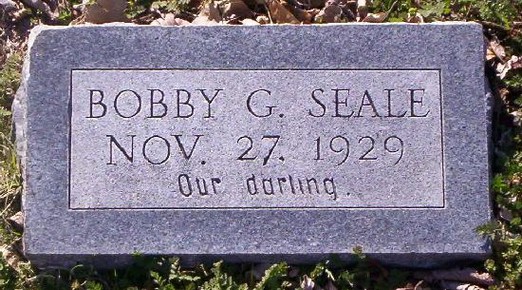 BOBBY G. SEALE
NOV. 27, 1929
Our darling.